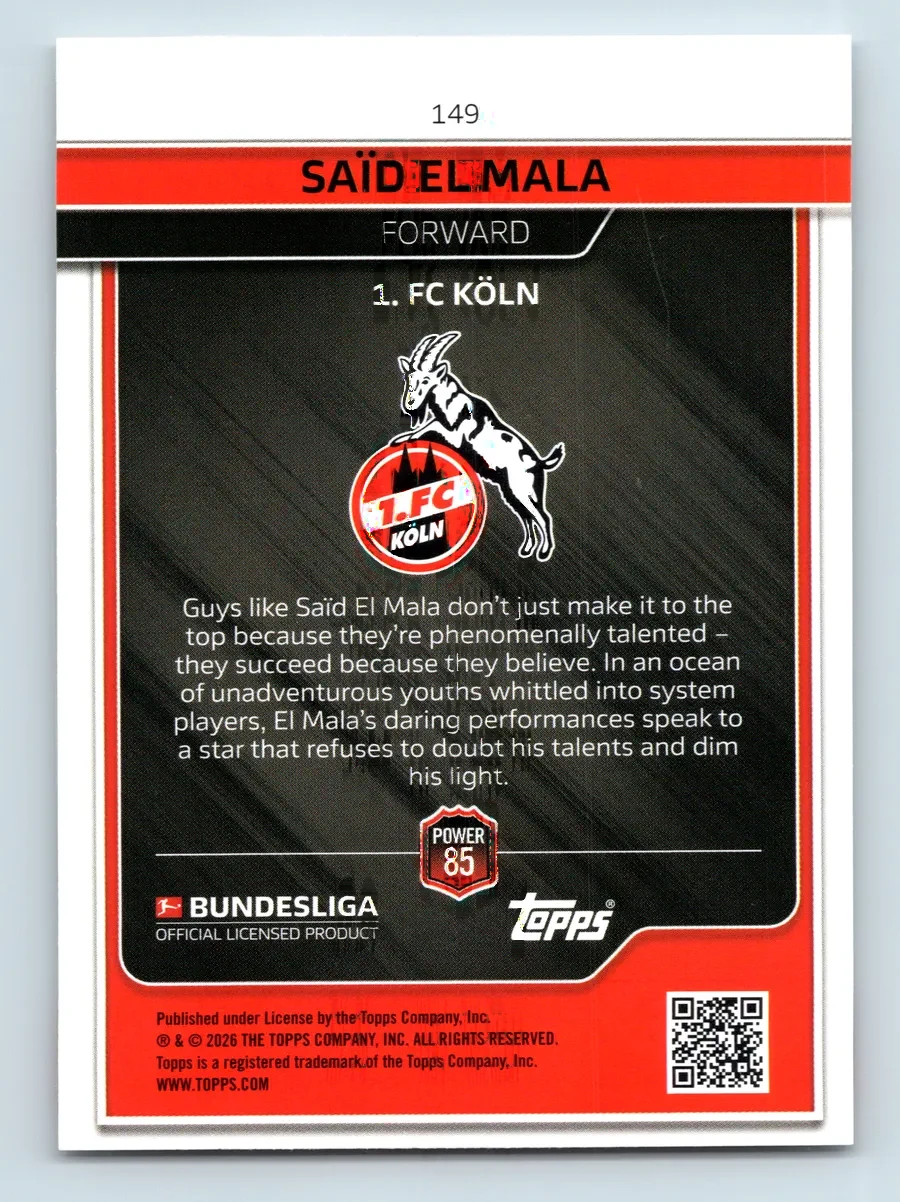 149
SAÏD EL MALA
FORWARD
1. FC KÖLN
1.FC
KÖLN
Guys like Saïd El Mala don't just make it to the
top because they're phenomenally talented –
they succeed because they believe. In an ocean
of unadventurous youths whittled into system
players, El Mala's daring performances speak to
a star that refuses to doubt his talents and dim
his light.
POWER
85
BUNDESLIGA
OFFICIAL LICENSED PRODUCT
Topps®
Published under License by the Topps Company, Inc.
® & © 2026 THE TOPPS COMPANY, INC. ALL RIGHTS RESERVED.
Topps is a registered trademark of the Topps Company, Inc.
WWW.TOPPS.COM